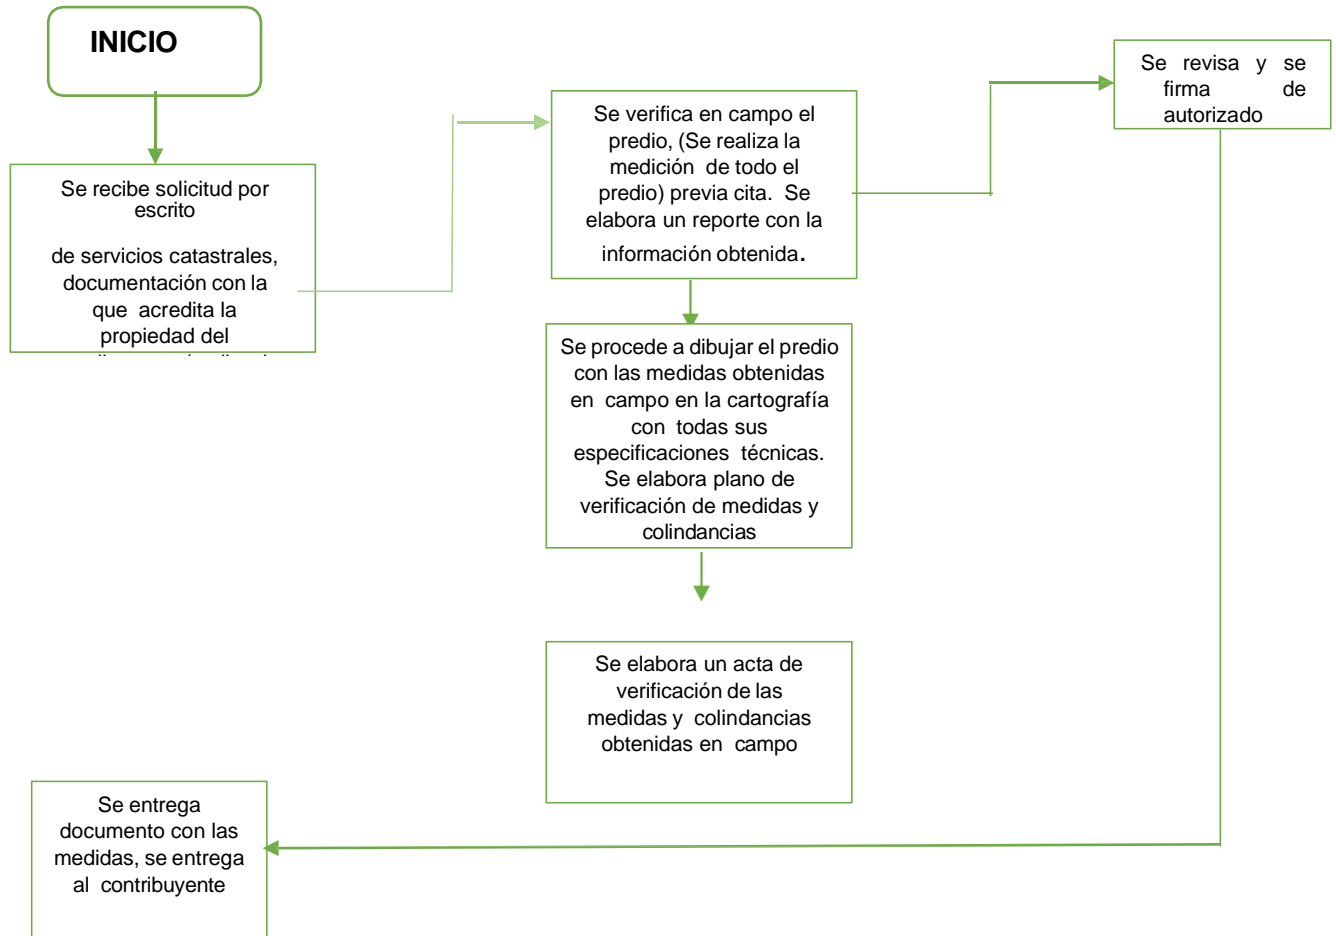 INICIO
Se recibe solicitud por
escrito
de servicios catastrales,
documentación con la
que acredita la
propiedad del
Se verifica en campo el
predio, (Se realiza la
medición de todo el
predio) previa cita. Se
elabora un reporte con la
información obtenida.
Se procede a dibujar el predio
con las medidas obtenidas
en campo en la cartografía
con todas sus
especificaciones técnicas.
Se elabora plano de
verificación de medidas y
colindancias
Se elabora un acta de
verificación de las
medidas y colindancias
obtenidas en campo
Se revisa y se
firma de
autorizado
Se entrega
documento con las
medidas, se entrega
al contribuyente